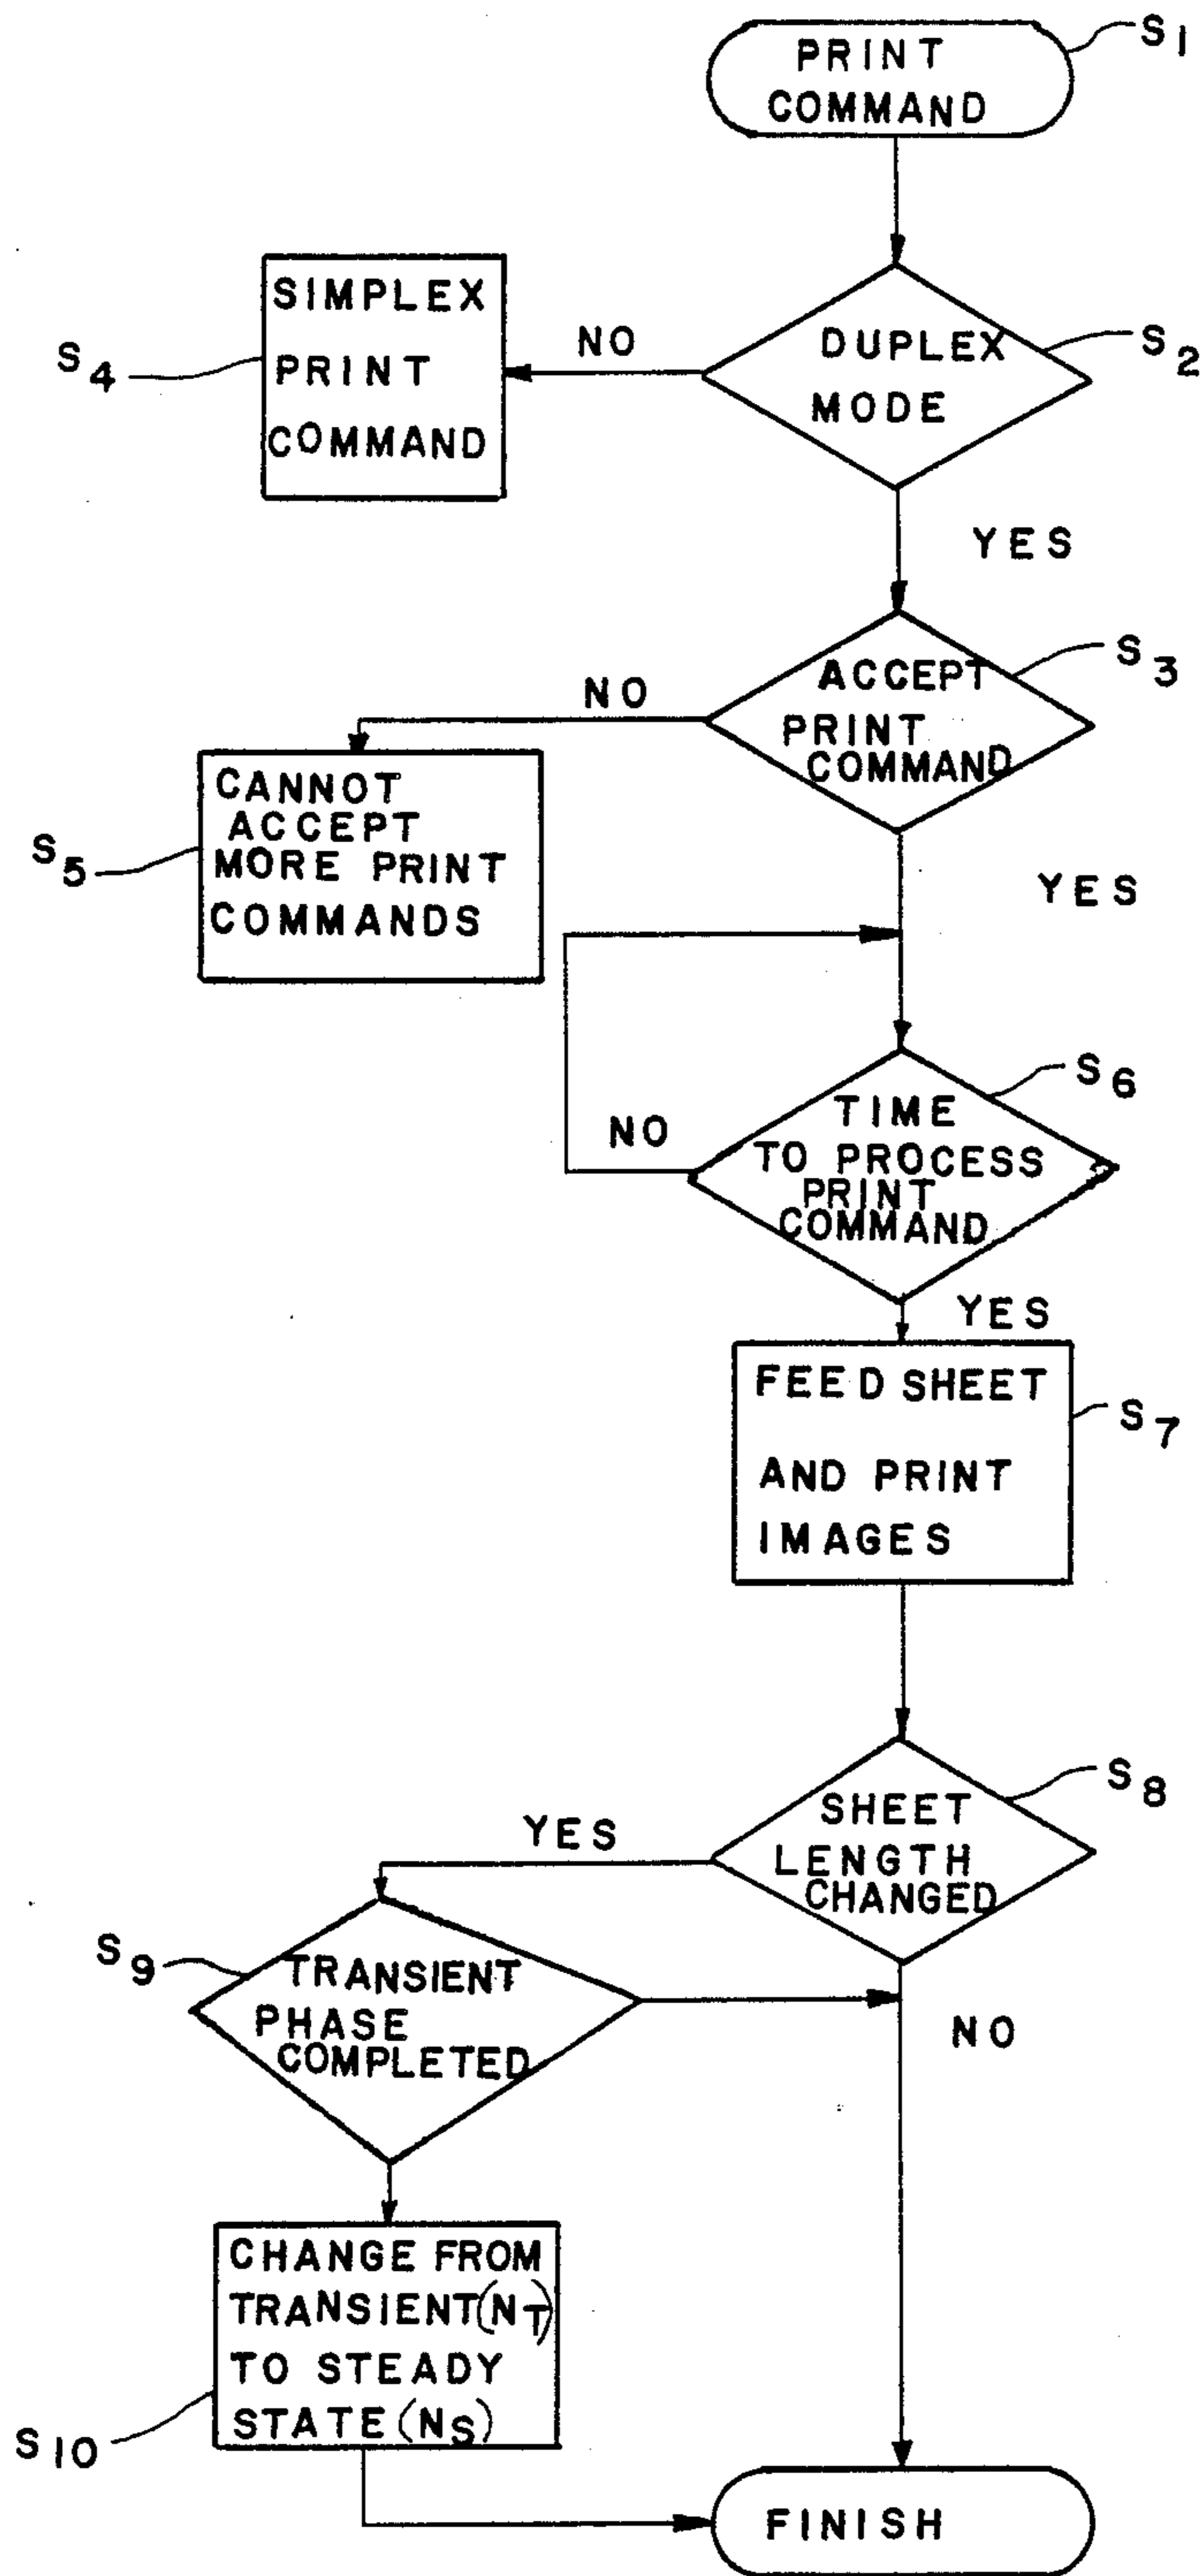 PRINT
COMMAND
S1
DUPLEX
MODE
S2
NO
SIMPLEX
PRINT
COMMAND
S4
YES
ACCEPT
PRINT
COMMAND
S3
NO
CANNOT
ACCEPT
MORE PRINT
COMMANDS
S5
YES
TIME
TO PROCESS
PRINT
COMMAND
S6
NO
YES
FEED SHEET
AND PRINT
IMAGES
S7
SHEET
LENGTH
CHANGED
S8
YES
TRANSIENT
PHASE
COMPLETED
S9
NO
CHANGE FROM
TRANSIENT(NT)
TO STEADY
STATE (NS)
S10
FINISH